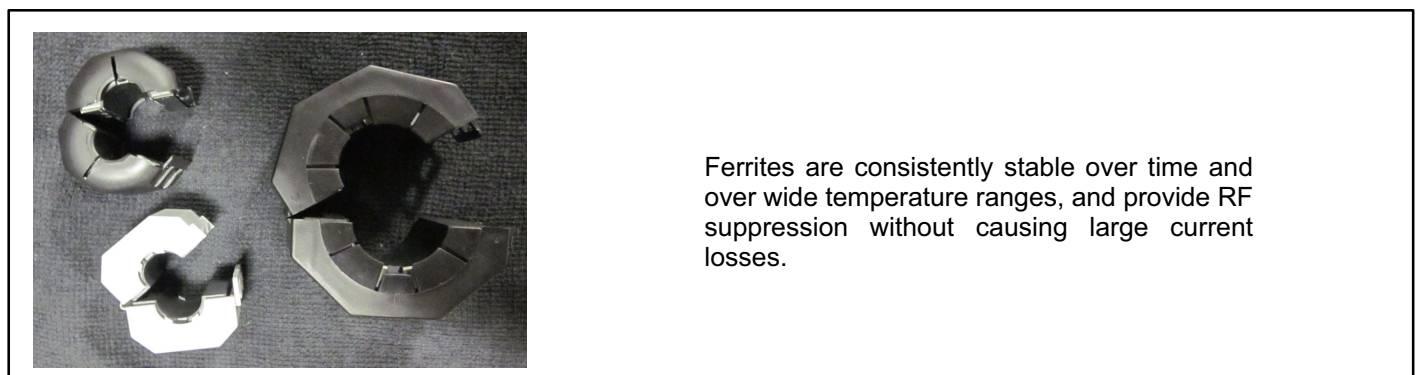 Ferrites are consistently stable over time and
over wide temperature ranges, and provide RF
suppression without causing large current
losses.